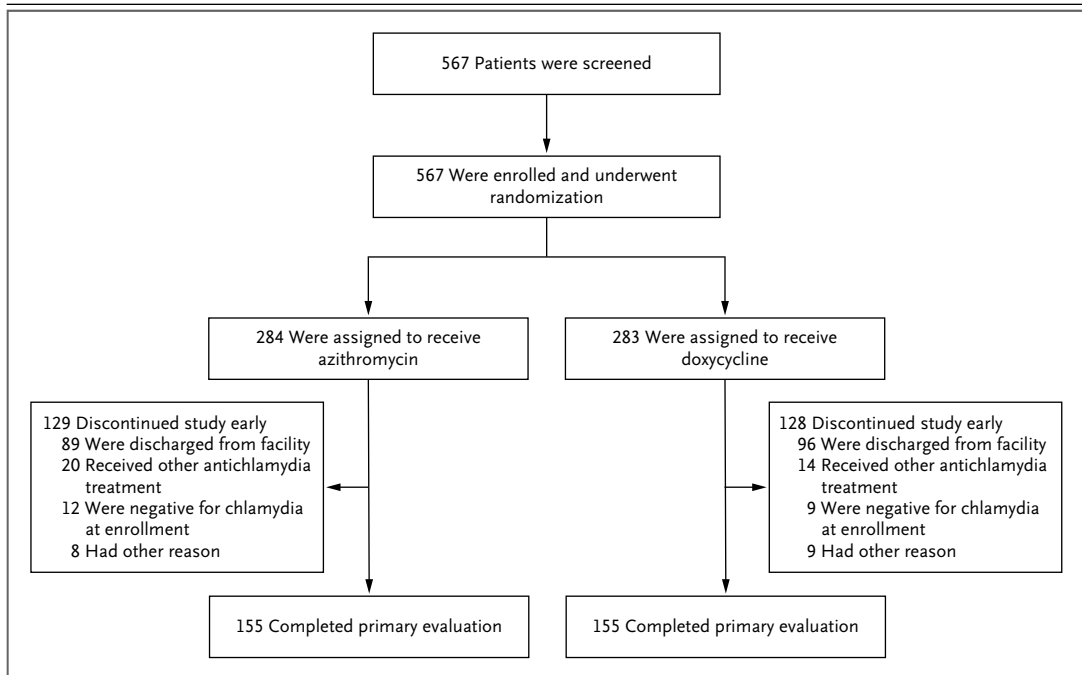 567 Patients were screened
567 Were enrolled and underwent
randomization
284 Were assigned to receive
azithromycin
283 Were assigned to receive
doxycycline
129 Discontinued study early
89 Were discharged from facility
20 Received other antichlamydia
treatment
12 Were negative for chlamydia
at enrollment
8 Had other reason
128 Discontinued study early
96 Were discharged from facility
14 Received other antichlamydia
treatment
9 Were negative for chlamydia
at enrollment
9 Had other reason
155 Completed primary evaluation
155 Completed primary evaluation